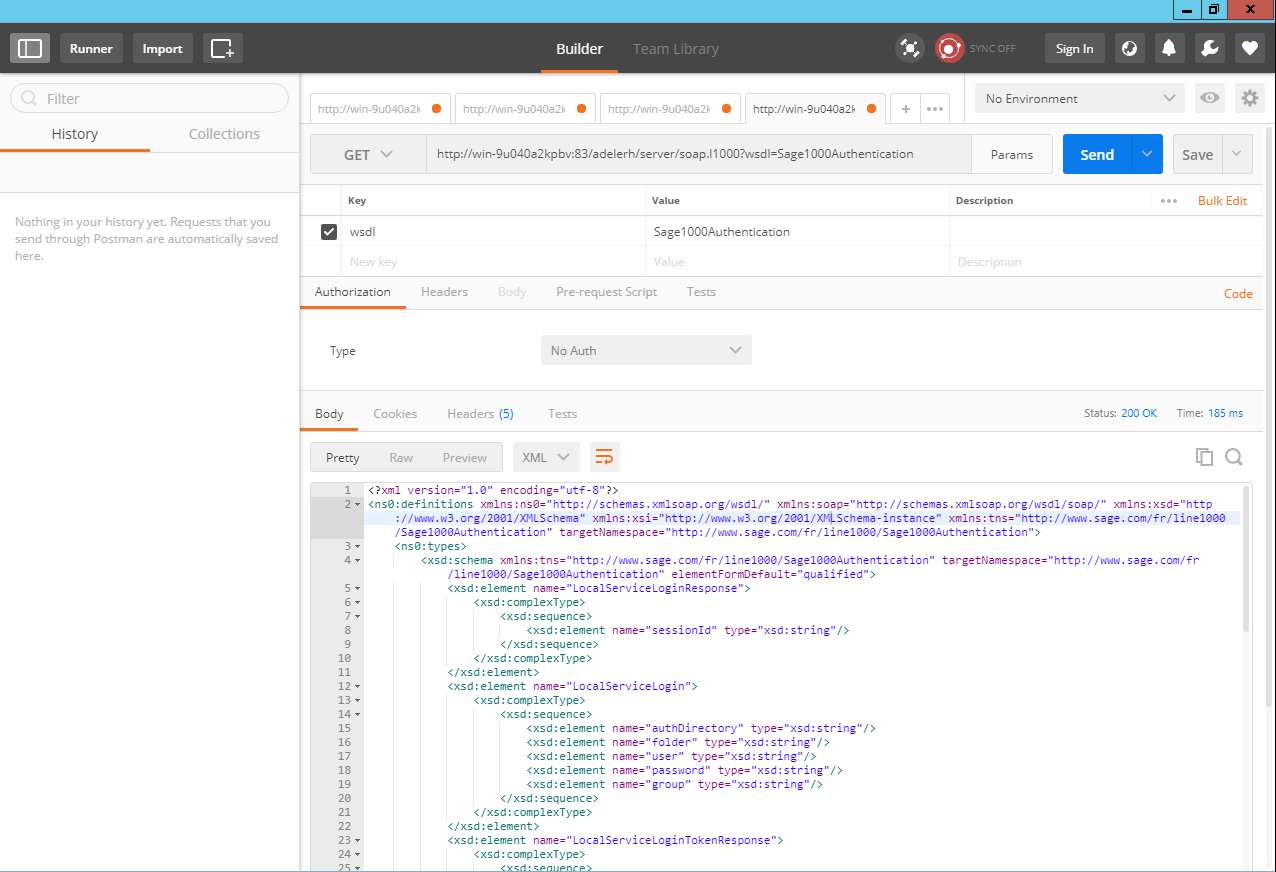 Runner Import Builder Team Library SYNC OFF Sign In
Filter
History Collections
Nothing in your history yet. Requests that you
send through Postman are automatically saved
here.
http://win-9u040a2k http://win-9u040a2k http://win-9u040a2k http://win-9u040a2k + ••• No Environment
GET http://win-9u040a2kpbv:83/adelerh/server/soap.l1000?wsdl=Sage1000Authentication Params Send Save
Key Value Description ••• Bulk Edit
wsdl Sage1000Authentication
New key Value Description
Authorization Headers Body Pre-request Script Tests Code
Type No Auth
Body Cookies Headers (5) Tests Status: 200 OK Time: 185 ms
Pretty Raw Preview XML
1 <?xml version="1.0" encoding="utf-8"?>
2 <ns0:definitions xmlns:ns0="http://schemas.xmlsoap.org/wsdl/" xmlns:soap="http://schemas.xmlsoap.org/wsdl/soap/" xmlns:xsd="http
://www.w3.org/2001/XMLSchema" xmlns:xsi="http://www.w3.org/2001/XMLSchema-instance" xmlns:tns="http://www.sage.com/fr/line1000
/Sage1000Authentication" targetNamespace="http://www.sage.com/fr/line1000/Sage1000Authentication">
3 <ns0:types>
4 <xsd:schema xmlns:tns="http://www.sage.com/fr/line1000/Sage1000Authentication" targetNamespace="http://www.sage.com/fr
/line1000/Sage1000Authentication" elementFormDefault="qualified">
5 <xsd:element name="LocalServiceLoginResponse">
6 <xsd:complexType>
7 <xsd:sequence>
8 <xsd:element name="sessionId" type="xsd:string"/>
9 </xsd:sequence>
10 </xsd:complexType>
11 </xsd:element>
12 <xsd:element name="LocalServiceLogin">
13 <xsd:complexType>
14 <xsd:sequence>
15 <xsd:element name="authDirectory" type="xsd:string"/>
16 <xsd:element name="folder" type="xsd:string"/>
17 <xsd:element name="user" type="xsd:string"/>
18 <xsd:element name="password" type="xsd:string"/>
19 <xsd:element name="group" type="xsd:string"/>
20 </xsd:sequence>
21 </xsd:complexType>
22 </xsd:element>
23 <xsd:element name="LocalServiceLoginTokenResponse">
24 <xsd:complexType>
25 <xsd:sequence>